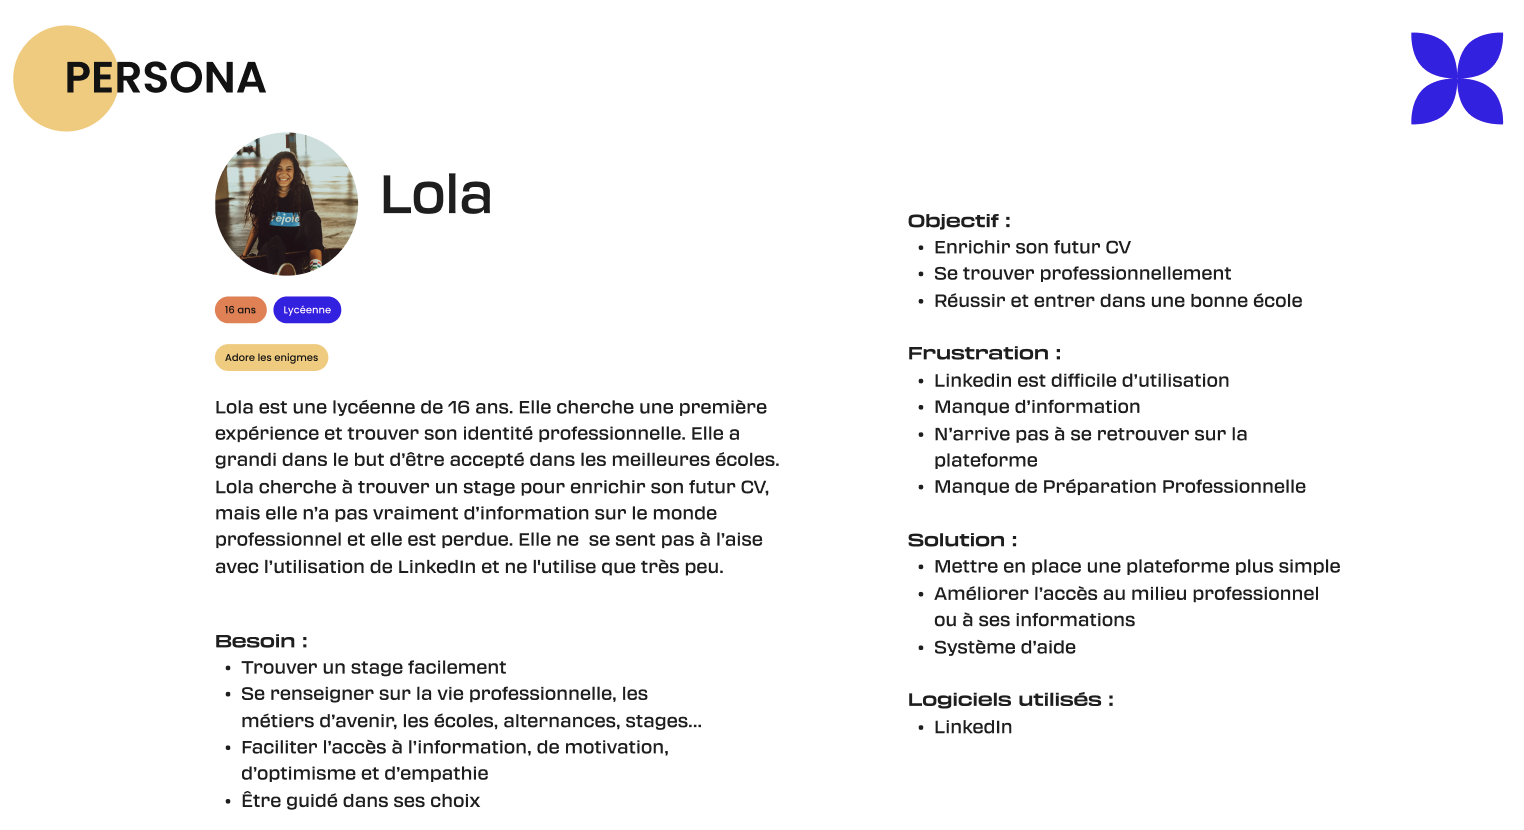 PERSONA
Lola
éjoie
16 ans
Lycéenne
Adore les enigmes
Lola est une lycéenne de 16 ans. Elle cherche une première
expérience et trouver son identité professionnelle. Elle a
grandi dans le but d’être accepté dans les meilleures écoles.
Lola cherche à trouver un stage pour enrichir son futur CV,
mais elle n’a pas vraiment d’information sur le monde
professionnel et elle est perdue. Elle ne  se sent pas à l’aise
avec l’utilisation de LinkedIn et ne l'utilise que très peu.
Besoin :
• Trouver un stage facilement
• Se renseigner sur la vie professionnelle, les
métiers d’avenir, les écoles, alternances, stages...
• Faciliter l’accès à l’information, de motivation,
d’optimisme et d’empathie
• Être guidé dans ses choix
Objectif :
• Enrichir son futur CV
• Se trouver professionnellement
• Réussir et entrer dans une bonne école
Frustration :
• Linkedin est difficile d’utilisation
• Manque d’information
• N’arrive pas à se retrouver sur la
plateforme
• Manque de Préparation Professionnelle
Solution :
• Mettre en place une plateforme plus simple
• Améliorer l’accès au milieu professionnel
ou à ses informations
• Système d’aide
Logiciels utilisés :
• LinkedIn